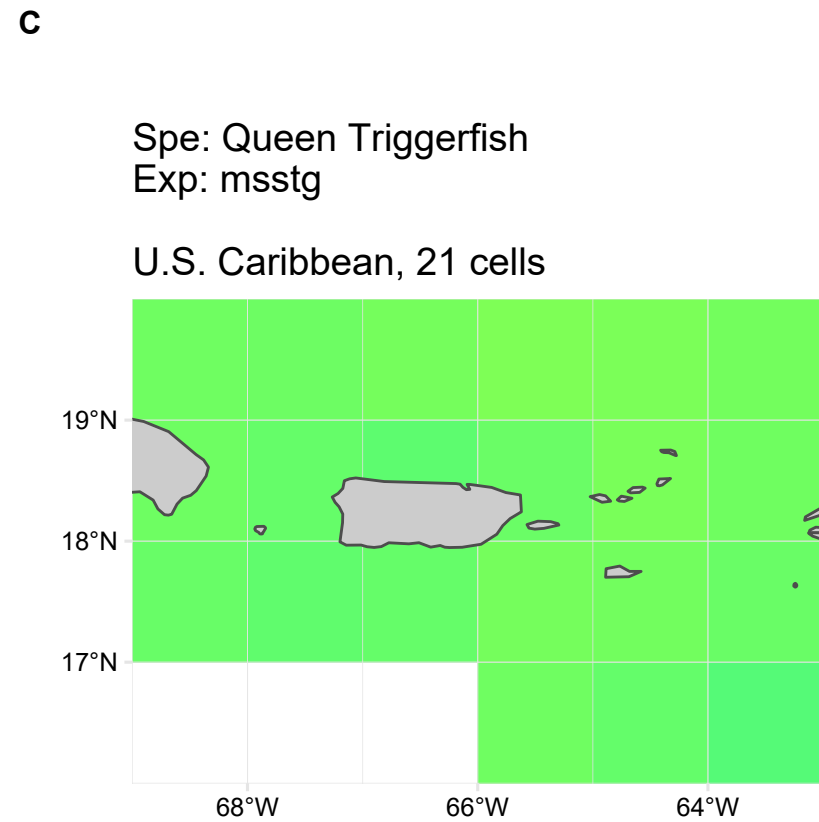 C
Spe: Queen Triggerfish
Exp: msstg
U.S. Caribbean, 21 cells
19°N
18°N
17°N
68°W
66°W
64°W